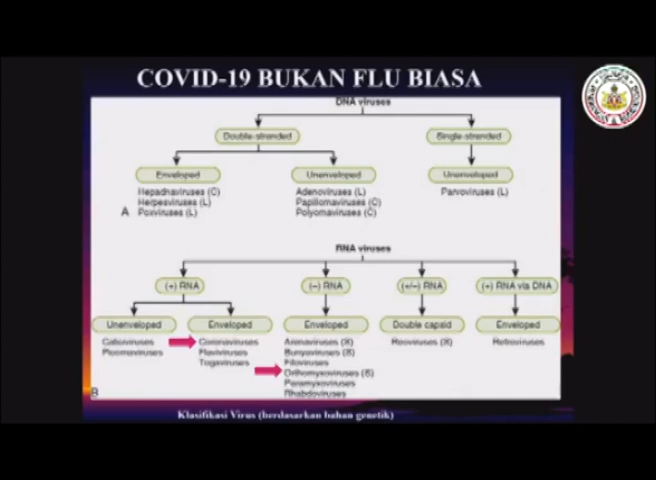 COVID-19 BUKAN FLU BIASA
DNA viruses
Double-stranded
Single-stranded
Enveloped
Unenveloped
Unenveloped
Hepadnaviruses (C)
Herpesviruses (L)
Poxviruses (L)
Adenoviruses (L)
Papillomaviruses (C)
Polyomaviruses (C)
Parvoviruses (L)
A
RNA viruses
(+) RNA
(−) RNA
(+/−) RNA
(+) RNA via DNA
Unenveloped
Enveloped
Enveloped
Double capsid
Enveloped
Caliciviruses
Picornaviruses
Coronaviruses
Flaviviruses
Togaviruses
Arenaviruses (S)
Bunyaviruses (S)
Filoviruses
Orthomyxoviruses (S)
Paramyxoviruses
Rhabdoviruses
Reoviruses (S)
Retroviruses
B
Klasifikasi Virus (berdasarkan bahan genetik)